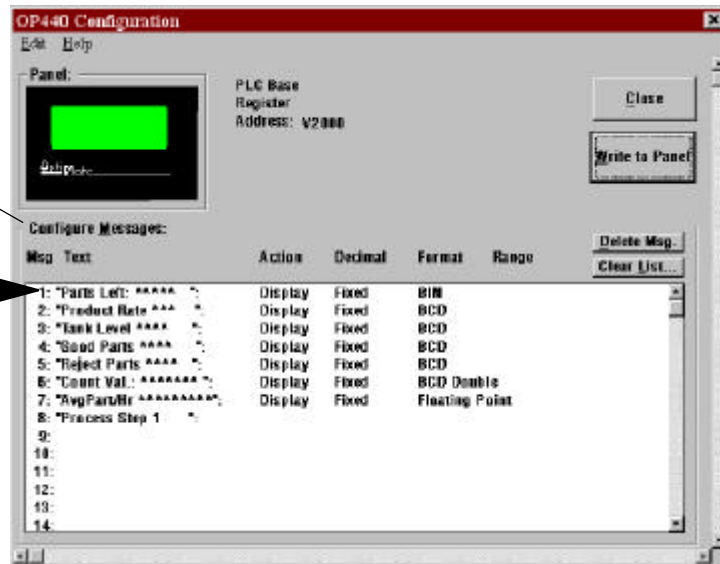 OP440 Configuration
Edit Help
Panel:
PLC Base
Register
Address: V2000
Close
Write to Panel
Configure Messages:
Delete Msg.
Clear List...
Msg Text Action Decimal Format Range
1: "Parts Left: ^^^^^ ": Display Fixed BIN
2: "Product Rate ^^^ ": Display Fixed BCD
3: "Tank Level ^^^^ ": Display Fixed BCD
4: "Good Parts ^^^^ ": Display Fixed BCD
5: "Reject Parts ^^^^ ": Display Fixed BCD
6: "Count Val.: ^^^^^^^ ": Display Fixed BCD Double
7: "AvgPart/Hr ^^^^^^^^^": Display Fixed Floating Point
8: "Process Step 1 ":
9:
10:
11:
12:
13:
14: